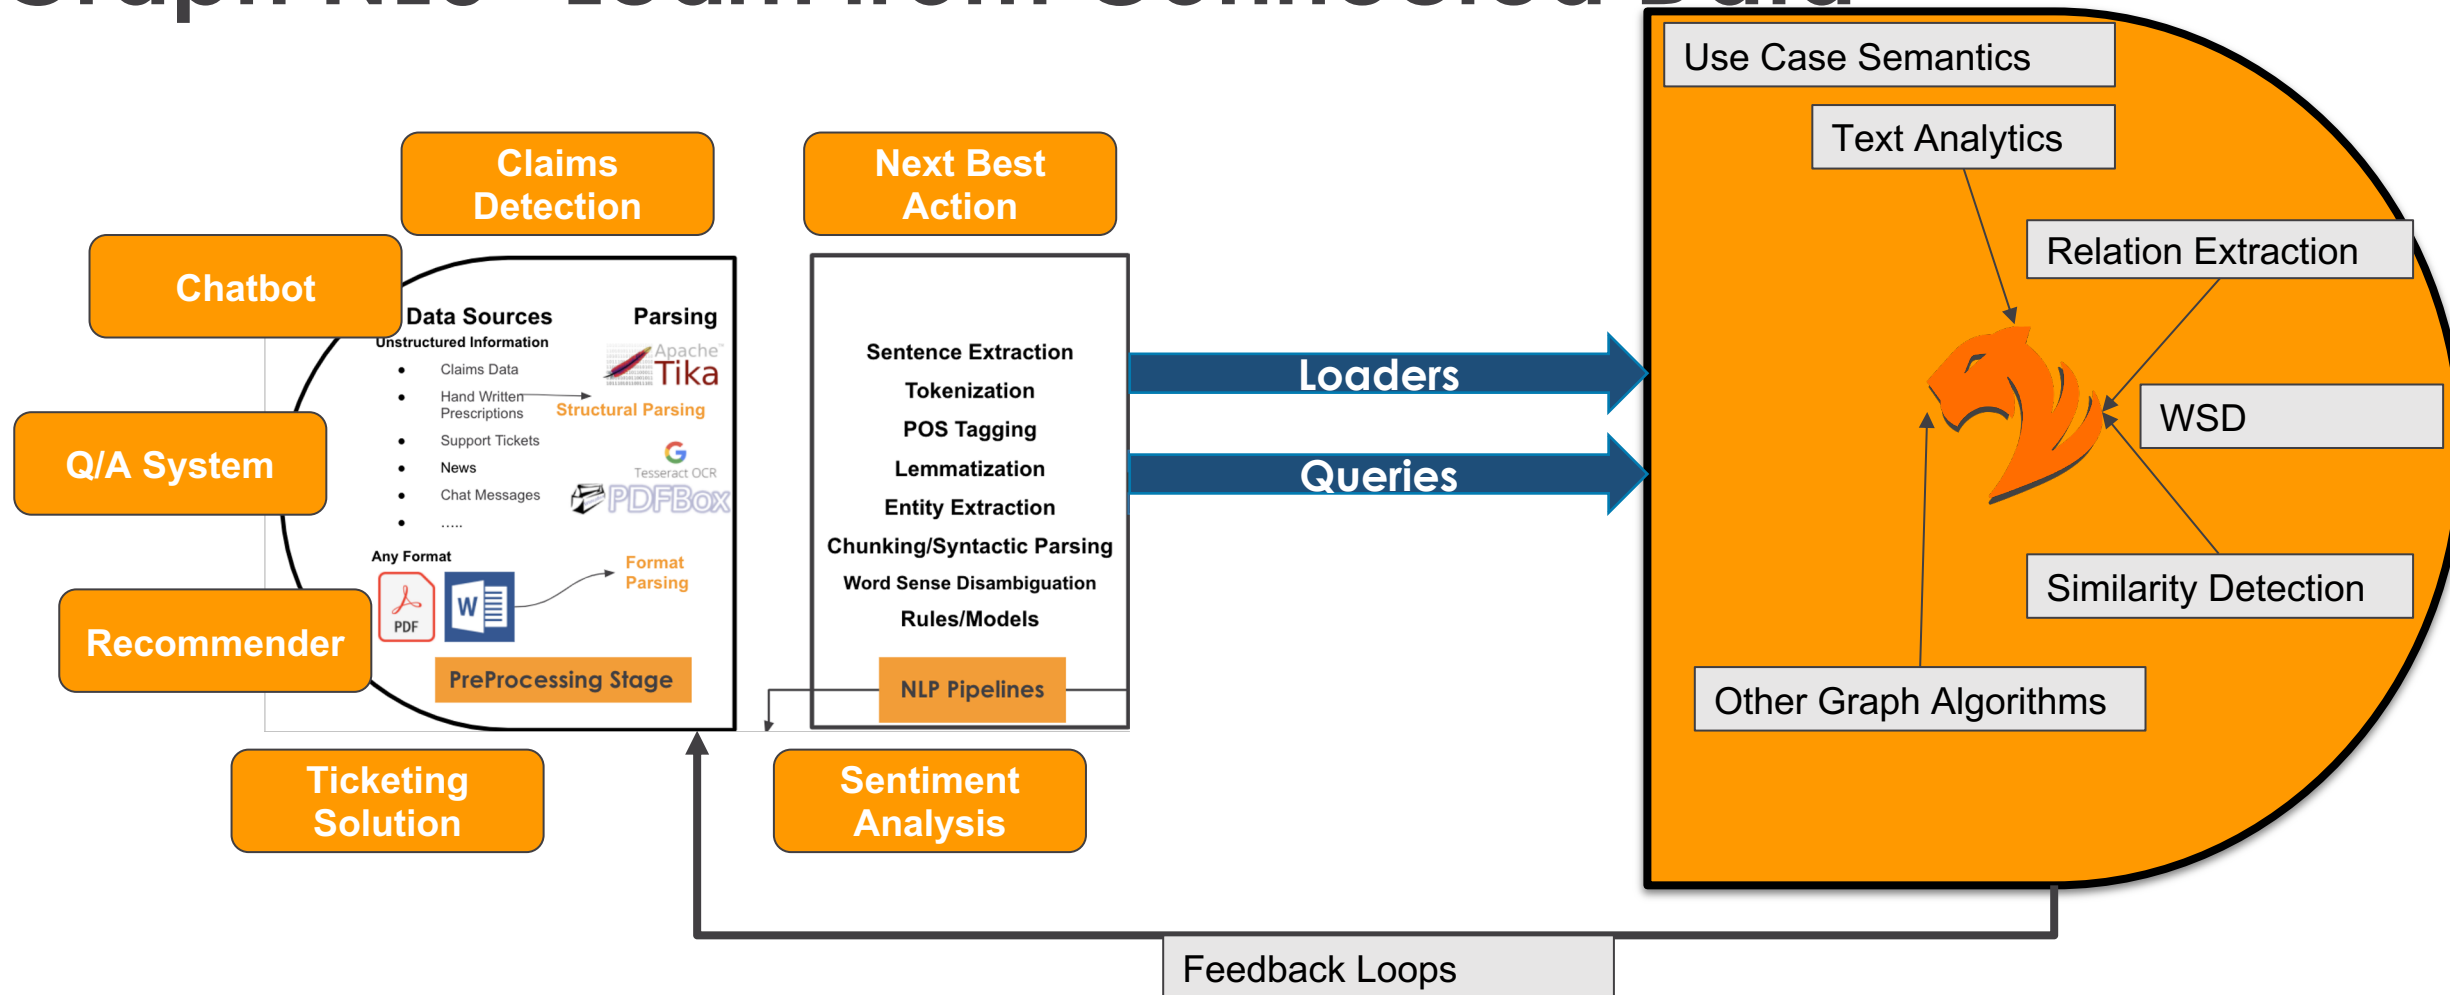 Use Case Semantics
Text Analytics
Relation Extraction
WSD
Similarity Detection
Other Graph Algorithms
Claims
Detection
Next Best
Action
Chatbot
Q/A System
Recommender
Ticketing
Solution
Sentiment
Analysis
Data Sources
Parsing
Unstructured Information
Claims Data
Hand Written
Prescriptions
Support Tickets
News
Chat Messages
.....
Apache™
Tika
Structural Parsing
Tesseract OCR
PDFBox
Any Format
PDF
W
Format
Parsing
PreProcessing Stage
Sentence Extraction
Tokenization
POS Tagging
Lemmatization
Entity Extraction
Chunking/Syntactic Parsing
Word Sense Disambiguation
Rules/Models
NLP Pipelines
Loaders
Queries
Feedback Loops